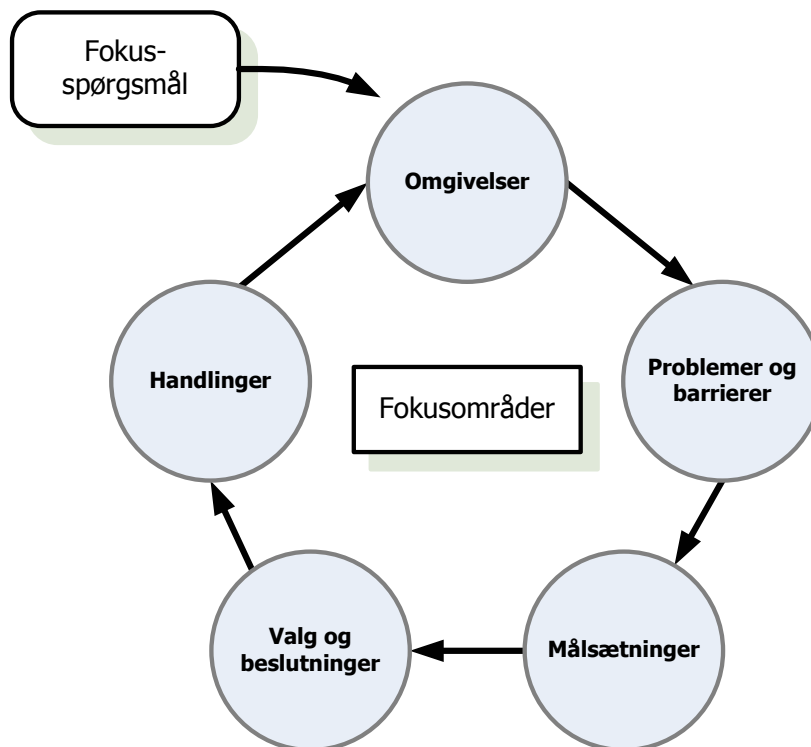 Fokus-
spørgsmål
Omgivelser
Problemer og
barrierer
Målsætninger
Valg og
beslutninger
Handlinger
Fokusområder